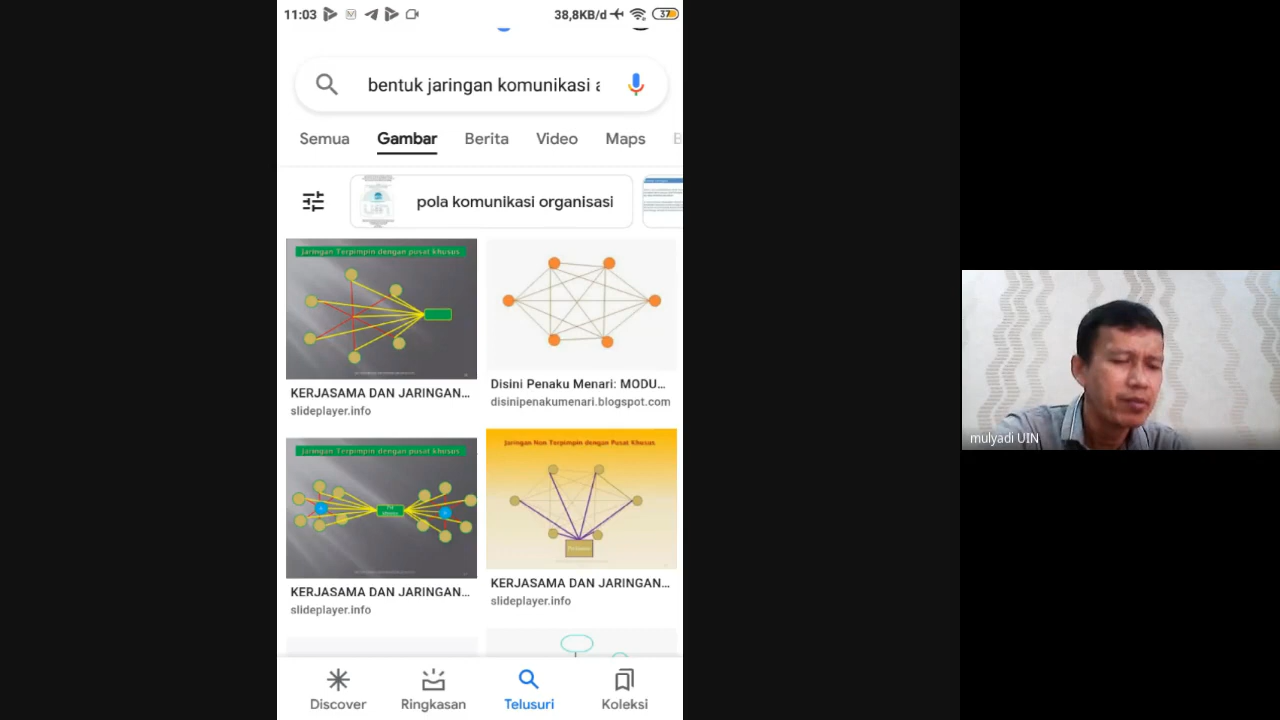 11:03
38,8KB/d
37
bentuk jaringan komunikasi a
Semua Gambar Berita Video Maps B
pola komunikasi organisasi
Jaringan Terpimpin dengan pusat khusus
KERJASAMA DAN JARINGAN...
slideplayer.info
Disini Penaku Menari: MODU...
disinipenakumenari.blogspot.com
Jaringan Terpimpin dengan pusat khusus
KERJASAMA DAN JARINGAN...
slideplayer.info
Jaringan Non Terpimpin dengan Pusat Khusus
KERJASAMA DAN JARINGAN...
slideplayer.info
Discover Ringkasan Telusuri Koleksi
mulyadi UIN